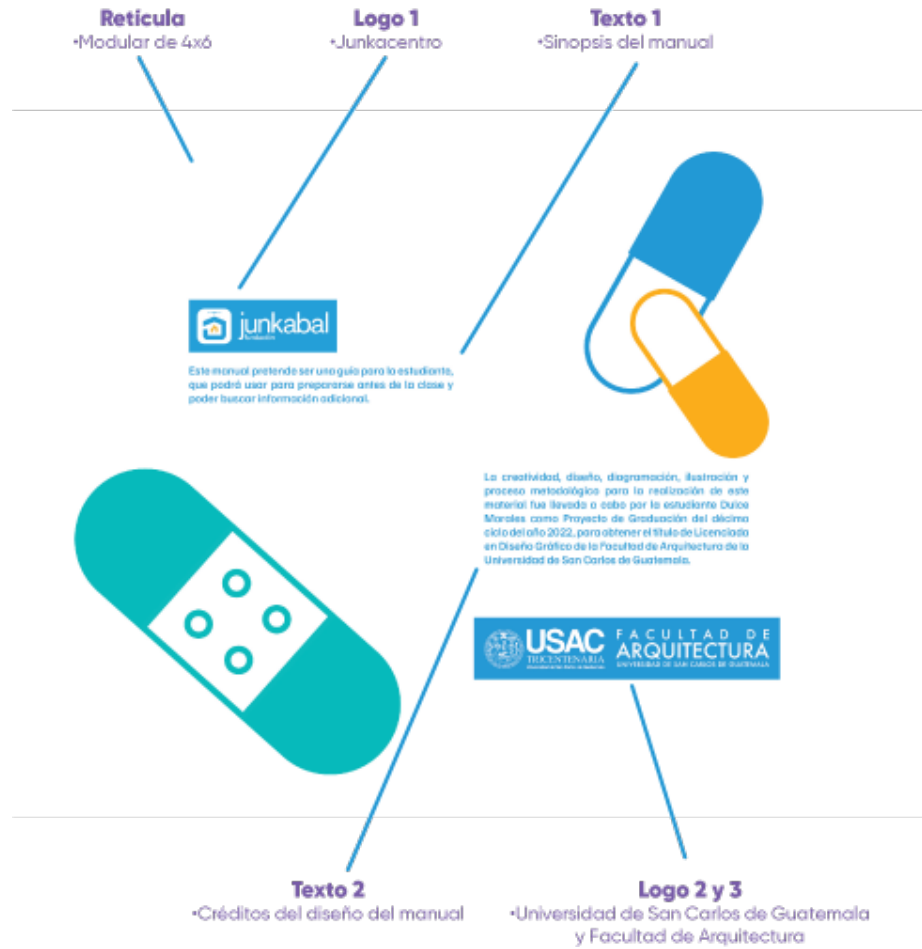 Retícula
•Modular de 4x6
Logo 1
•Junkacentro
Texto 1
•Sinopsis del manual
junkabal
fundación
Este manual pretende ser una guía para la estudiante,
que podrá usar para prepararse antes de la clase y
poder buscar información adicional.
La creatividad, diseño, diagramación, ilustración y
proceso metodológico para la realización de este
material fue llevada a cabo por la estudiante Dulce
Morales como Proyecto de Graduación del décimo
ciclo del año 2022, para obtener el título de Licenciada
en Diseño Gráfico de la Facultad de Arquitectura de la
Universidad de San Carlos de Guatemala.
USAC
TRICENTENARIA
FACULTAD DE
ARQUITECTURA
UNIVERSIDAD DE SAN CARLOS DE GUATEMALA
Texto 2
•Créditos del diseño del manual
Logo 2 y 3
•Universidad de San Carlos de Guatemala
y Facultad de Arquitectura